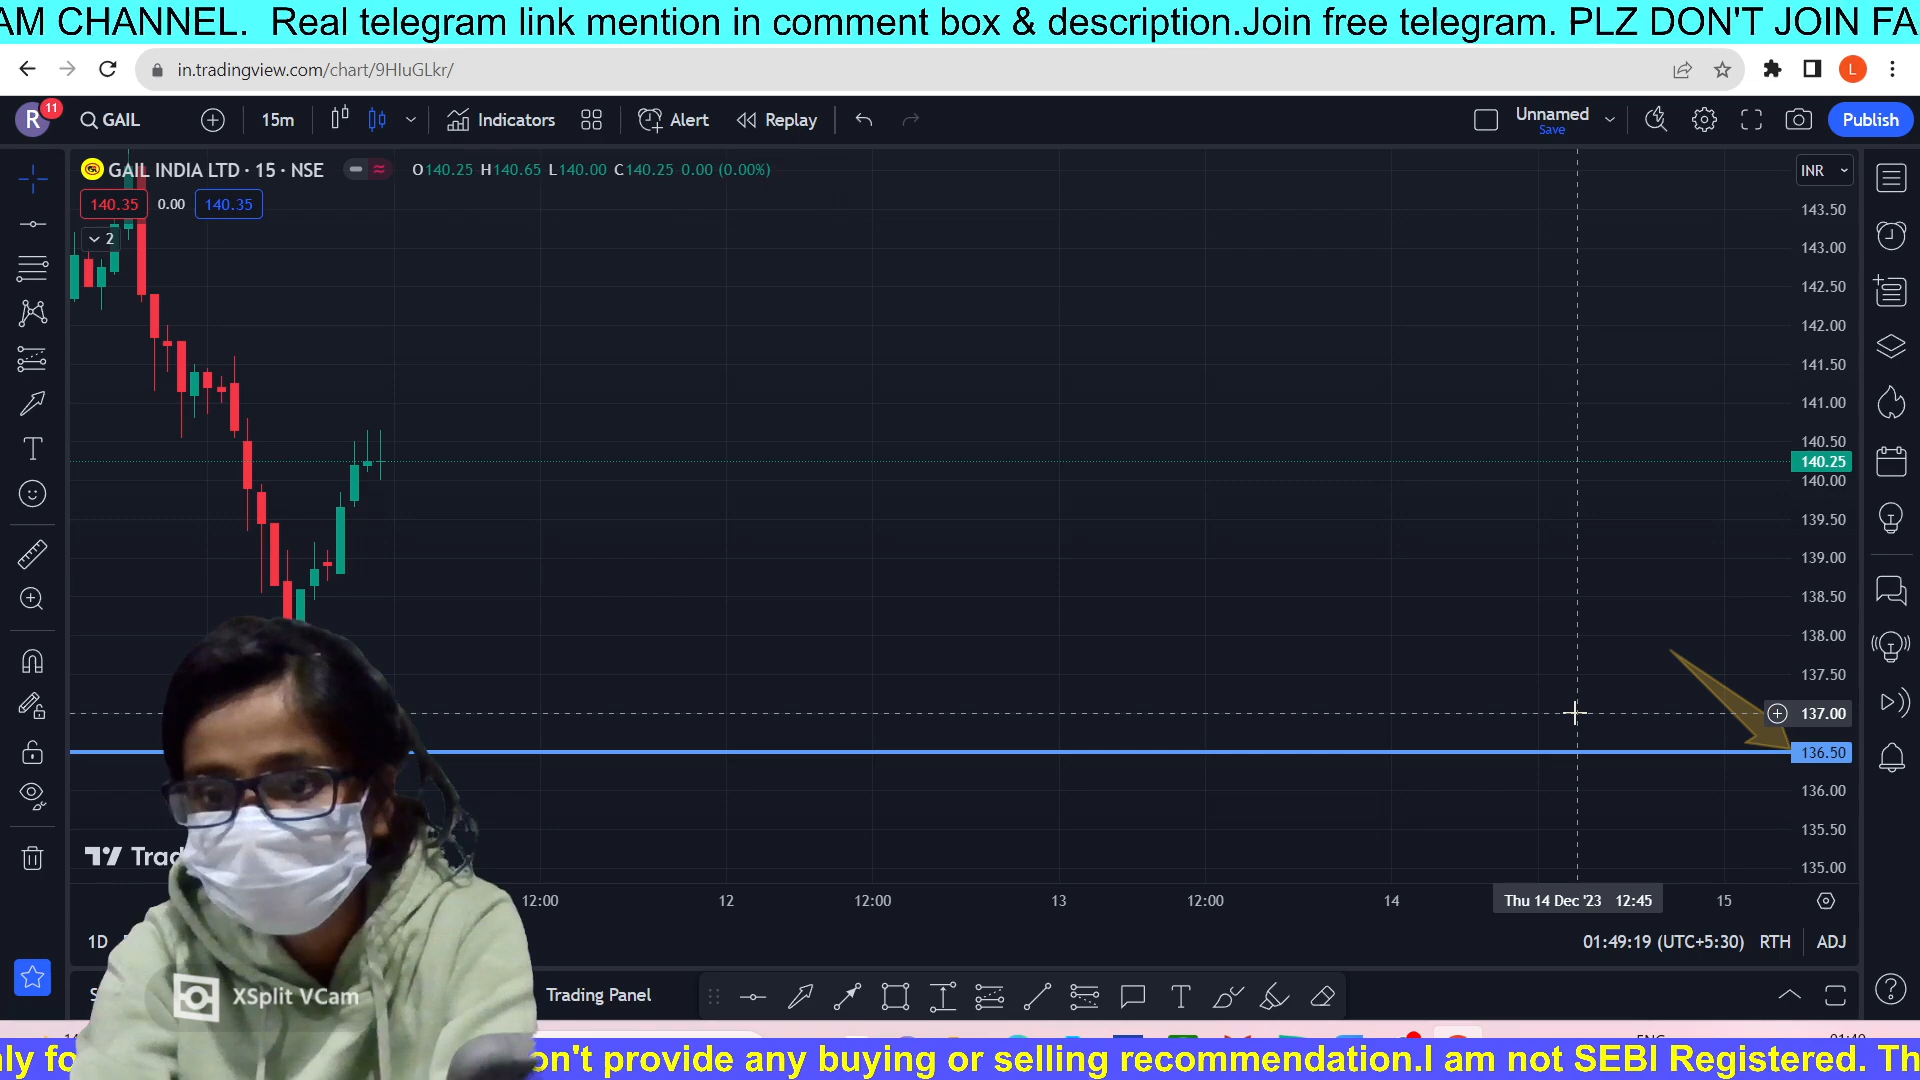 AM CHANNEL. Real telegram link mention in comment box & description.Join free telegram. PLZ DON'T JOIN FA
in.tradingview.com/chart/9HIuGLkr/
L
R 11 GAIL 15m Indicators Alert Replay Unnamed Save Publish
GAIL INDIA LTD · 15 · NSE O140.25 H140.65 L140.00 C140.25 0.00 (0.00%) INR
140.35 0.00 140.35
2
143.50
143.00
142.50
142.00
141.50
141.00
140.50
140.25
140.00
139.50
139.00
138.50
138.00
137.50
137.00
136.50
136.00
135.50
135.00
Trad
12:00 12 12:00 13 12:00 14 Thu 14 Dec '23 12:45 15
1D 01:49:19 (UTC+5:30) RTH ADJ
XSplit VCam
Trading Panel
nly fo on't provide any buying or selling recommendation.I am not SEBI Registered. Th